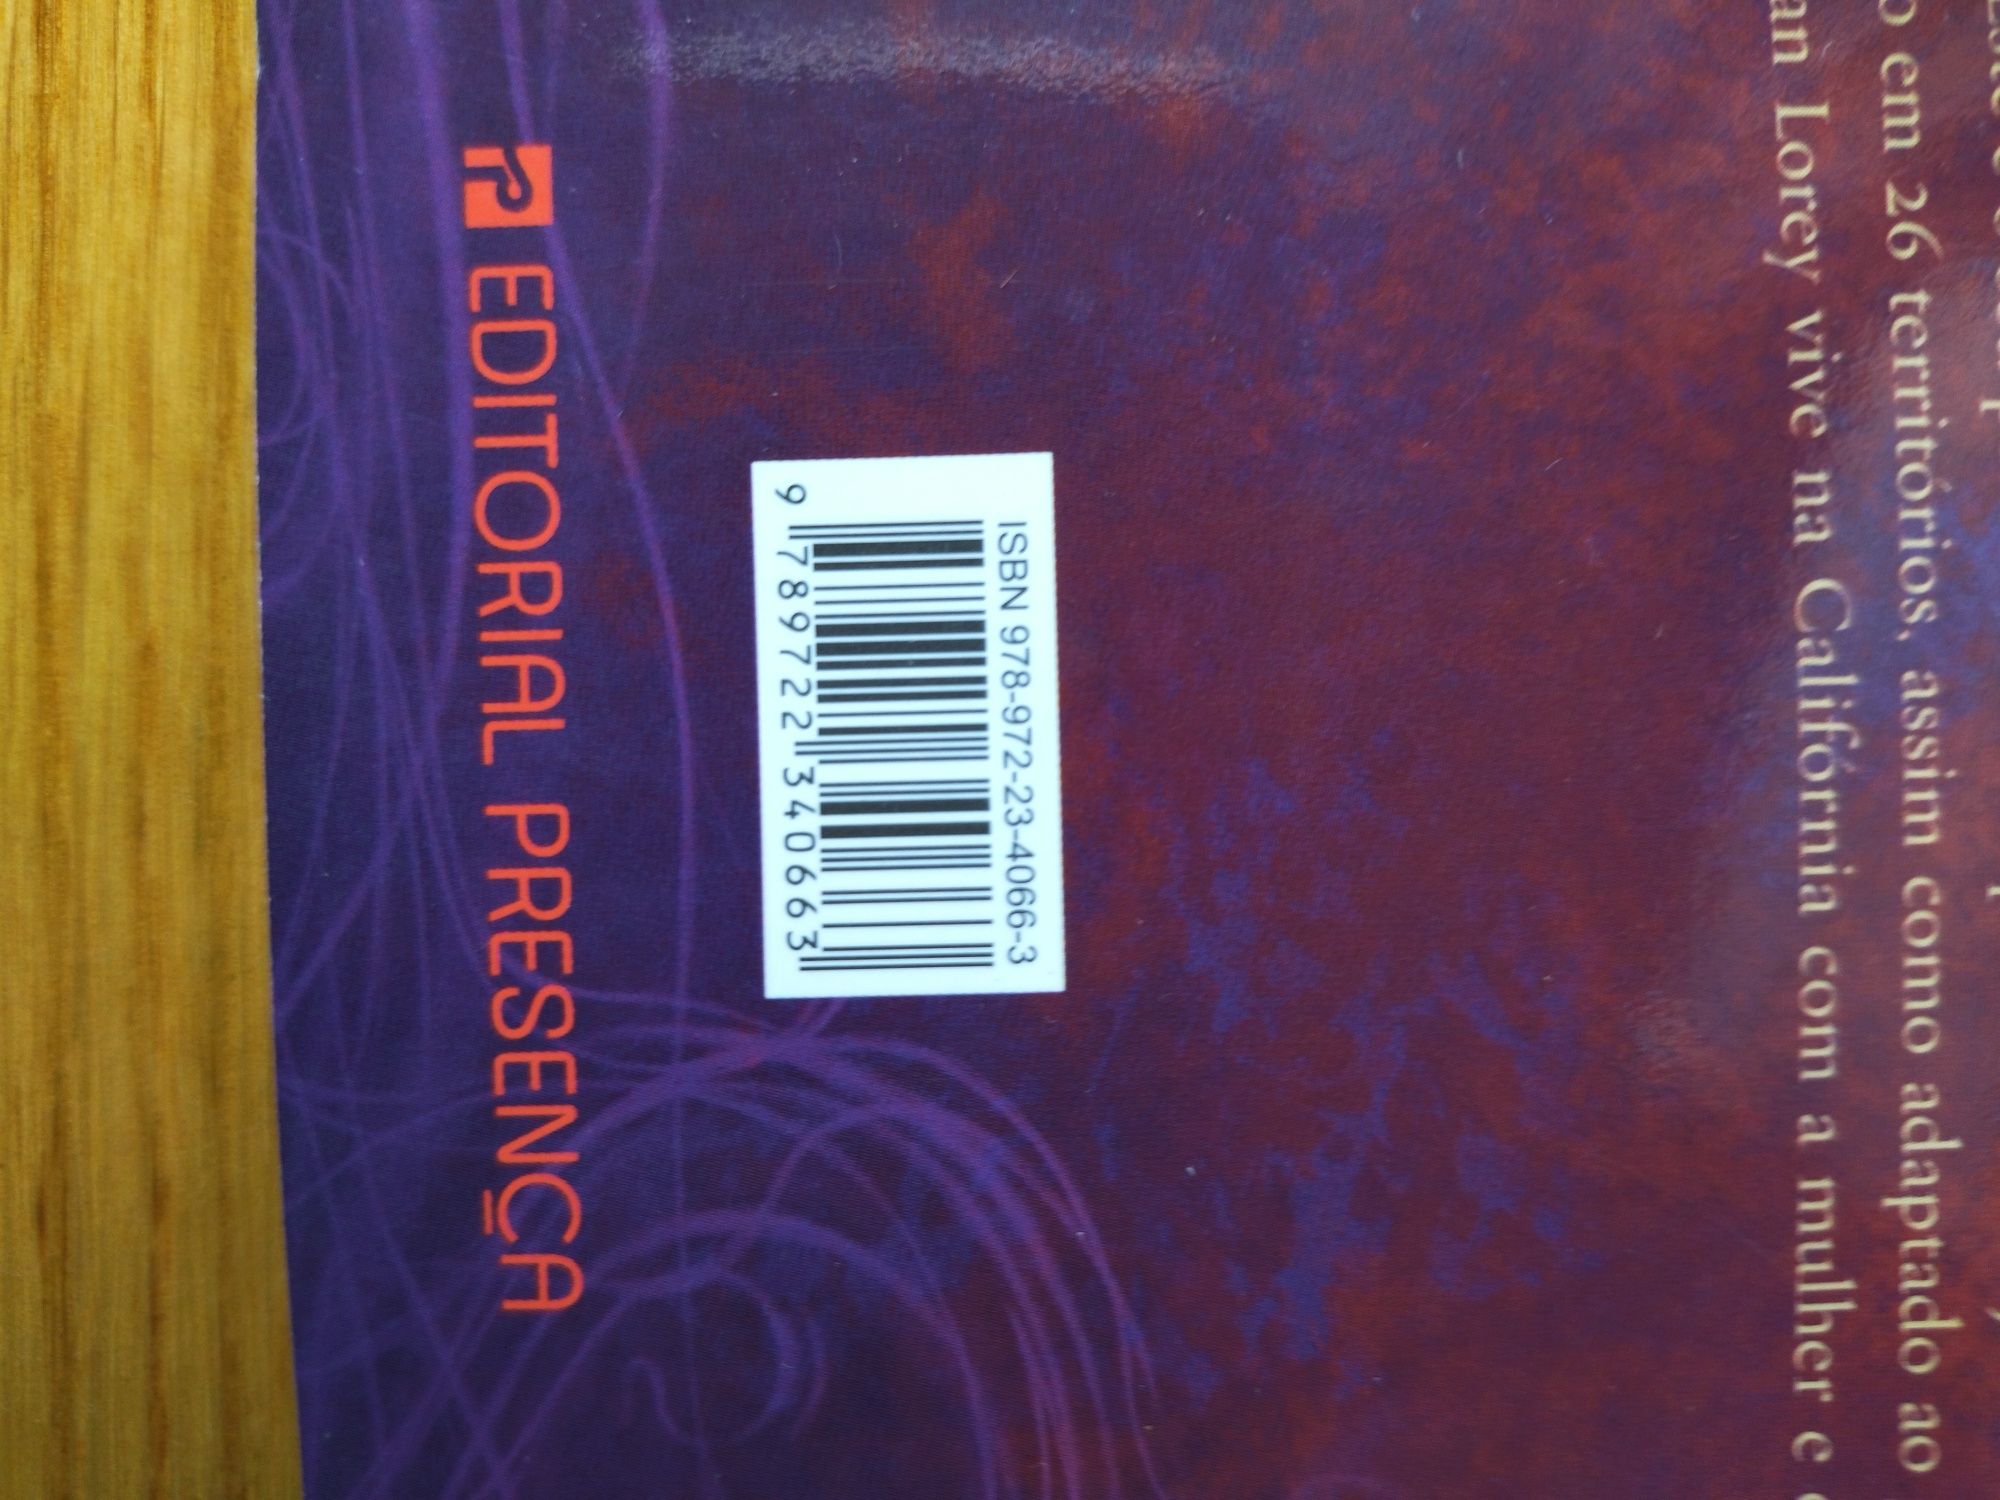 o em 26 territórios, assim como adaptado ao
an Lorey vive na Califórnia com a mulher e
ISBN 978-972-23-4066-3
9 789722 340663
EDITORIAL PRESENÇA